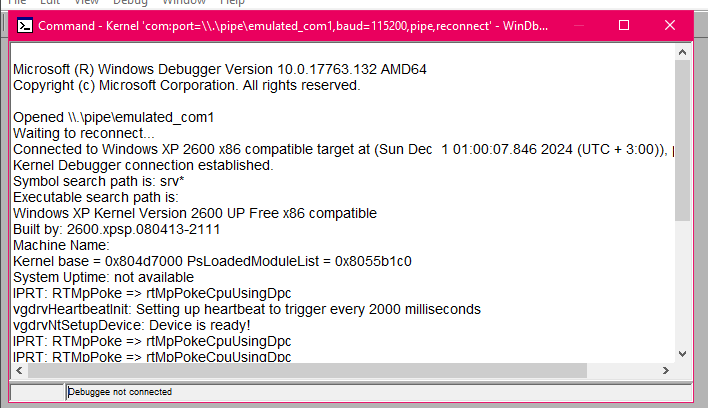 File Edit View Debug Window Help
Command - Kernel 'com:port=\\.\pipe\emulated_com1,baud=115200,pipe,reconnect' - WinDb...
Microsoft (R) Windows Debugger Version 10.0.17763.132 AMD64
Copyright (c) Microsoft Corporation. All rights reserved.
Opened \\.\pipe\emulated_com1
Waiting to reconnect...
Connected to Windows XP 2600 x86 compatible target at (Sun Dec  1 01:00:07.846 2024 (UTC + 3:00)),
Kernel Debugger connection established.
Symbol search path is: srv*
Executable search path is:
Windows XP Kernel Version 2600 UP Free x86 compatible
Built by: 2600.xpsp.080413-2111
Machine Name:
Kernel base = 0x804d7000 PsLoadedModuleList = 0x8055b1c0
System Uptime: not available
IPRT: RTMpPoke => rtMpPokeCpuUsingDpc
vgdrvHeartbeatInit: Setting up heartbeat to trigger every 2000 milliseconds
vgdrvNtSetupDevice: Device is ready!
IPRT: RTMpPoke => rtMpPokeCpuUsingDpc
IPRT: RTMpPoke => rtMpPokeCpuUsingDpc
Debuggee not connected